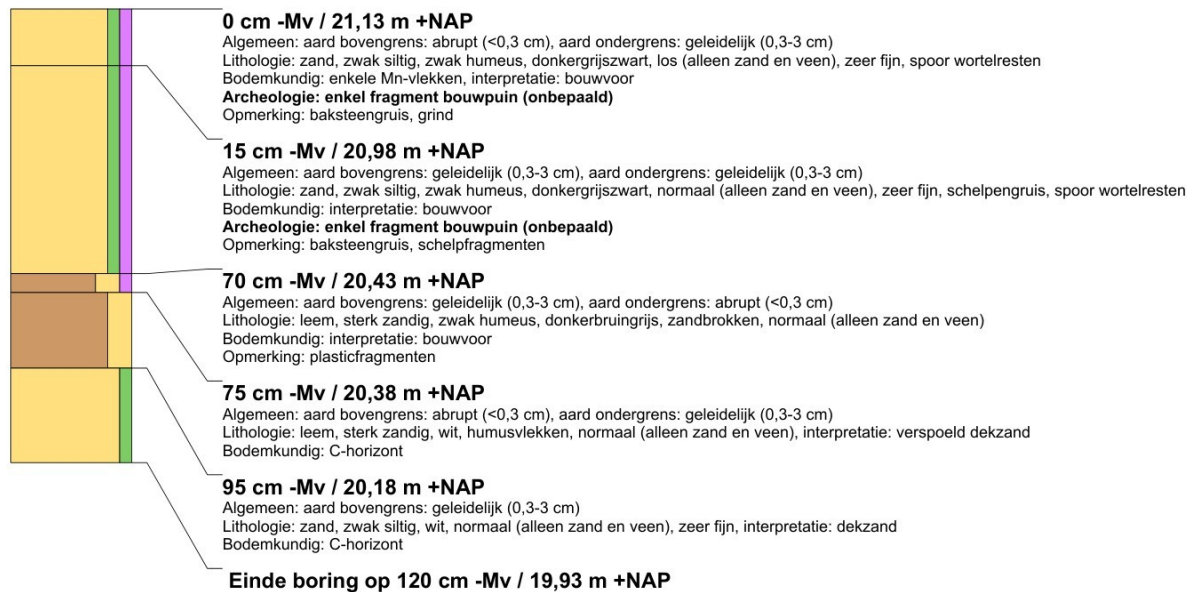 0 cm -Mv / 21,13 m +NAP
Algemeen: aard bovengrens: abrupt (<0,3 cm), aard ondergrens: geleidelijk (0,3-3 cm)
Lithologie: zand, zwak siltig, zwak humeus, donkergrijszwart, los (alleen zand en veen), zeer fijn, spoor wortelresten
Bodemkundig: enkele Mn-vlekken, interpretatie: bouwvoor
Archeologie: enkel fragment bouwpuin (onbepaald)
Opmerking: baksteengruis, grind
15 cm -Mv / 20,98 m +NAP
Algemeen: aard bovengrens: geleidelijk (0,3-3 cm), aard ondergrens: geleidelijk (0,3-3 cm)
Lithologie: zand, zwak siltig, zwak humeus, donkergrijszwart, normaal (alleen zand en veen), zeer fijn, schelpengruis, spoor wortelresten
Bodemkundig: interpretatie: bouwvoor
Archeologie: enkel fragment bouwpuin (onbepaald)
Opmerking: baksteengruis, schelpfragmenten
70 cm -Mv / 20,43 m +NAP
Algemeen: aard bovengrens: geleidelijk (0,3-3 cm), aard ondergrens: abrupt (<0,3 cm)
Lithologie: leem, sterk zandig, zwak humeus, donkerbruingrijs, zandbrokken, normaal (alleen zand en veen)
Bodemkundig: interpretatie: bouwvoor
Opmerking: plasticfragmenten
75 cm -Mv / 20,38 m +NAP
Algemeen: aard bovengrens: abrupt (<0,3 cm), aard ondergrens: geleidelijk (0,3-3 cm)
Lithologie: leem, sterk zandig, wit, humusvlekken, normaal (alleen zand en veen), interpretatie: verspoeld dekzand
Bodemkundig: C-horizont
95 cm -Mv / 20,18 m +NAP
Algemeen: aard bovengrens: geleidelijk (0,3-3 cm)
Lithologie: zand, zwak siltig, wit, normaal (alleen zand en veen), zeer fijn, interpretatie: dekzand
Bodemkundig: C-horizont
Einde boring op 120 cm -Mv / 19,93 m +NAP